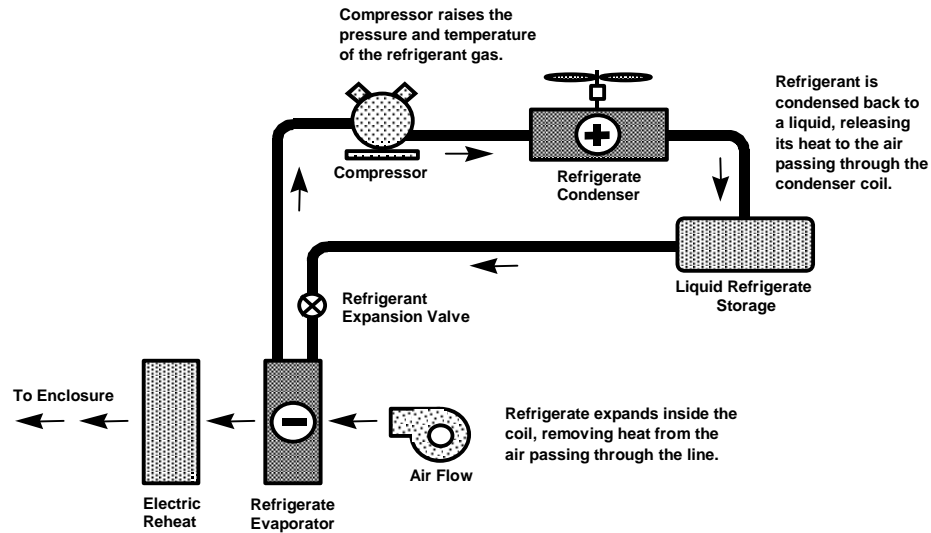 Compressor raises the
pressure and temperature
of the refrigerant gas.
Refrigerant is
condensed back to
a liquid, releasing
its heat to the air
passing through the
condenser coil.
Compressor
Refrigerate
Condenser
Liquid Refrigerate
Storage
Refrigerant
Expansion Valve
To Enclosure
Refrigerate expands inside the
coil, removing heat from the
air passing through the line.
Air Flow
Electric
Reheat
Refrigerate
Evaporator